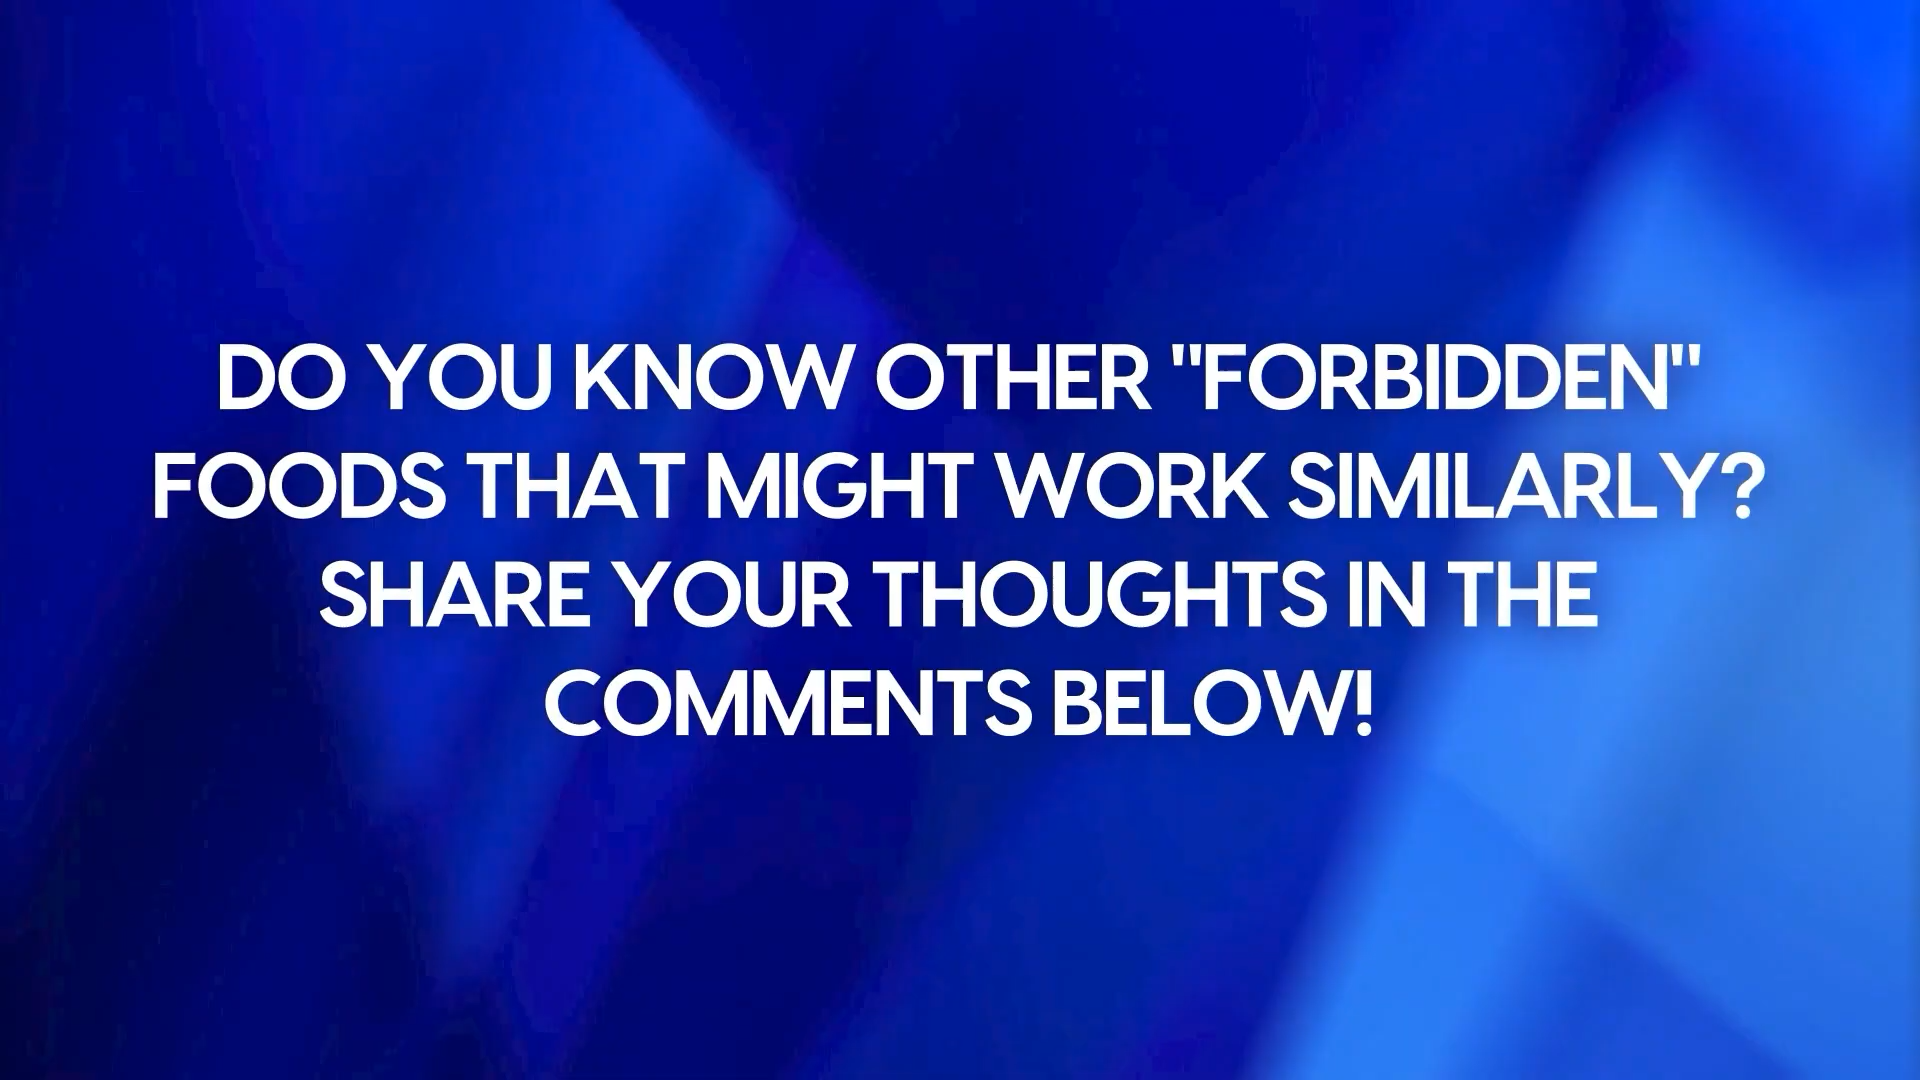 DO YOU KNOW OTHER "FORBIDDEN"
FOODS THAT MIGHT WORK SIMILARLY?
SHARE YOUR THOUGHTS IN THE
COMMENTS BELOW!